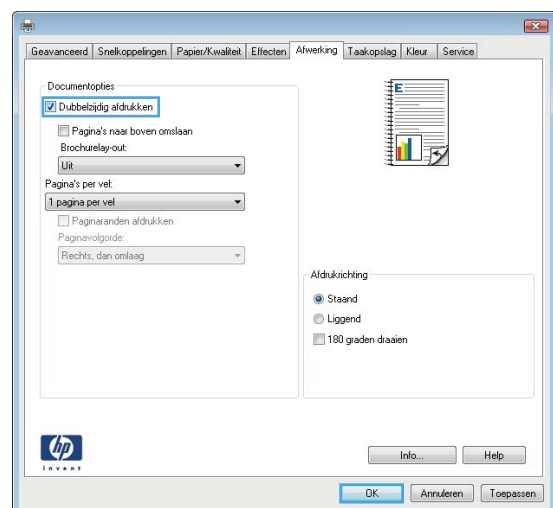 Geavanceerd Snelkoppelingen Papier/Kwaliteit Effecten Afwerking Taakopslag Kleur Service
Documentopties
Dubbelzijdig afdrukken
Pagina's naar boven omslaan
Brochurelay-out:
Uit
Pagina's per vel:
1 pagina per vel
Paginaranden afdrukken
Paginavolgorde:
Rechts, dan omlaag
E
Afdrukrichting
Staand
Liggend
180 graden draaien
hp
invent
Info... Help
OK Annuleren Toepassen